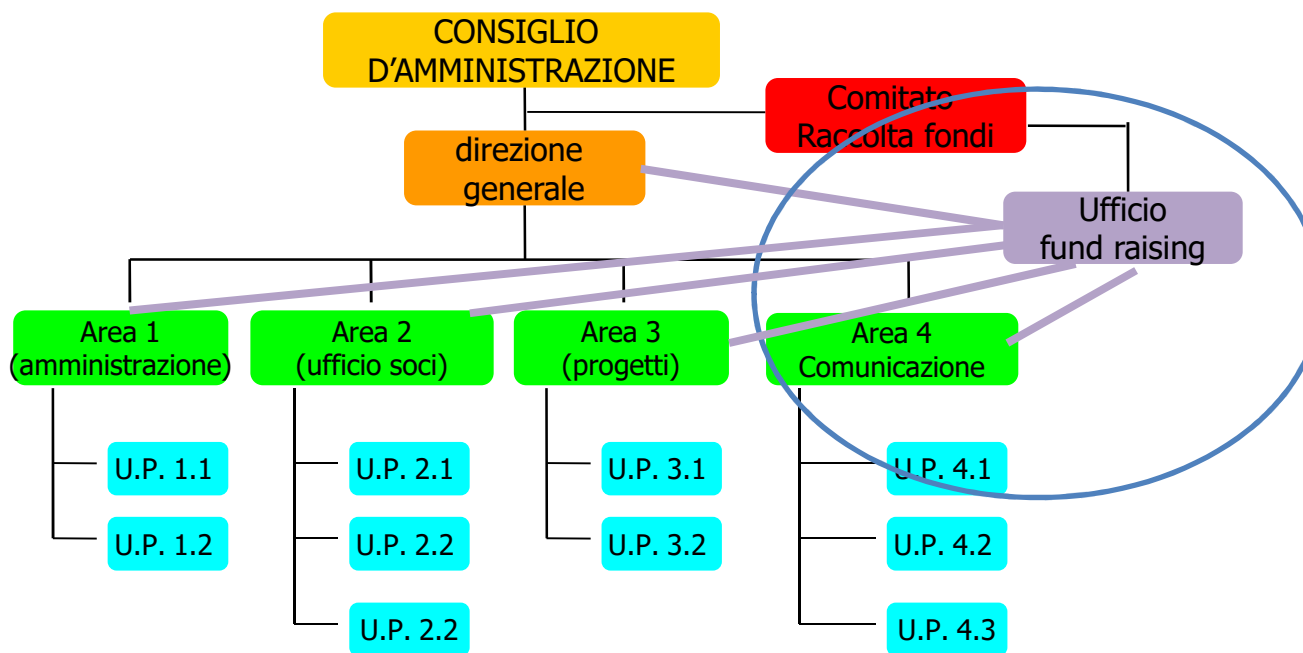 CONSIGLIO
D’AMMINISTRAZIONE
Comitato
Raccolta fondi
direzione
generale
Ufficio
fund raising
Area 1
(amministrazione)
Area 2
(ufficio soci)
Area 3
(progetti)
Area 4
Comunicazione
U.P. 1.1
U.P. 2.1
U.P. 3.1
U.P. 4.1
U.P. 1.2
U.P. 2.2
U.P. 3.2
U.P. 4.2
U.P. 2.2
U.P. 4.3